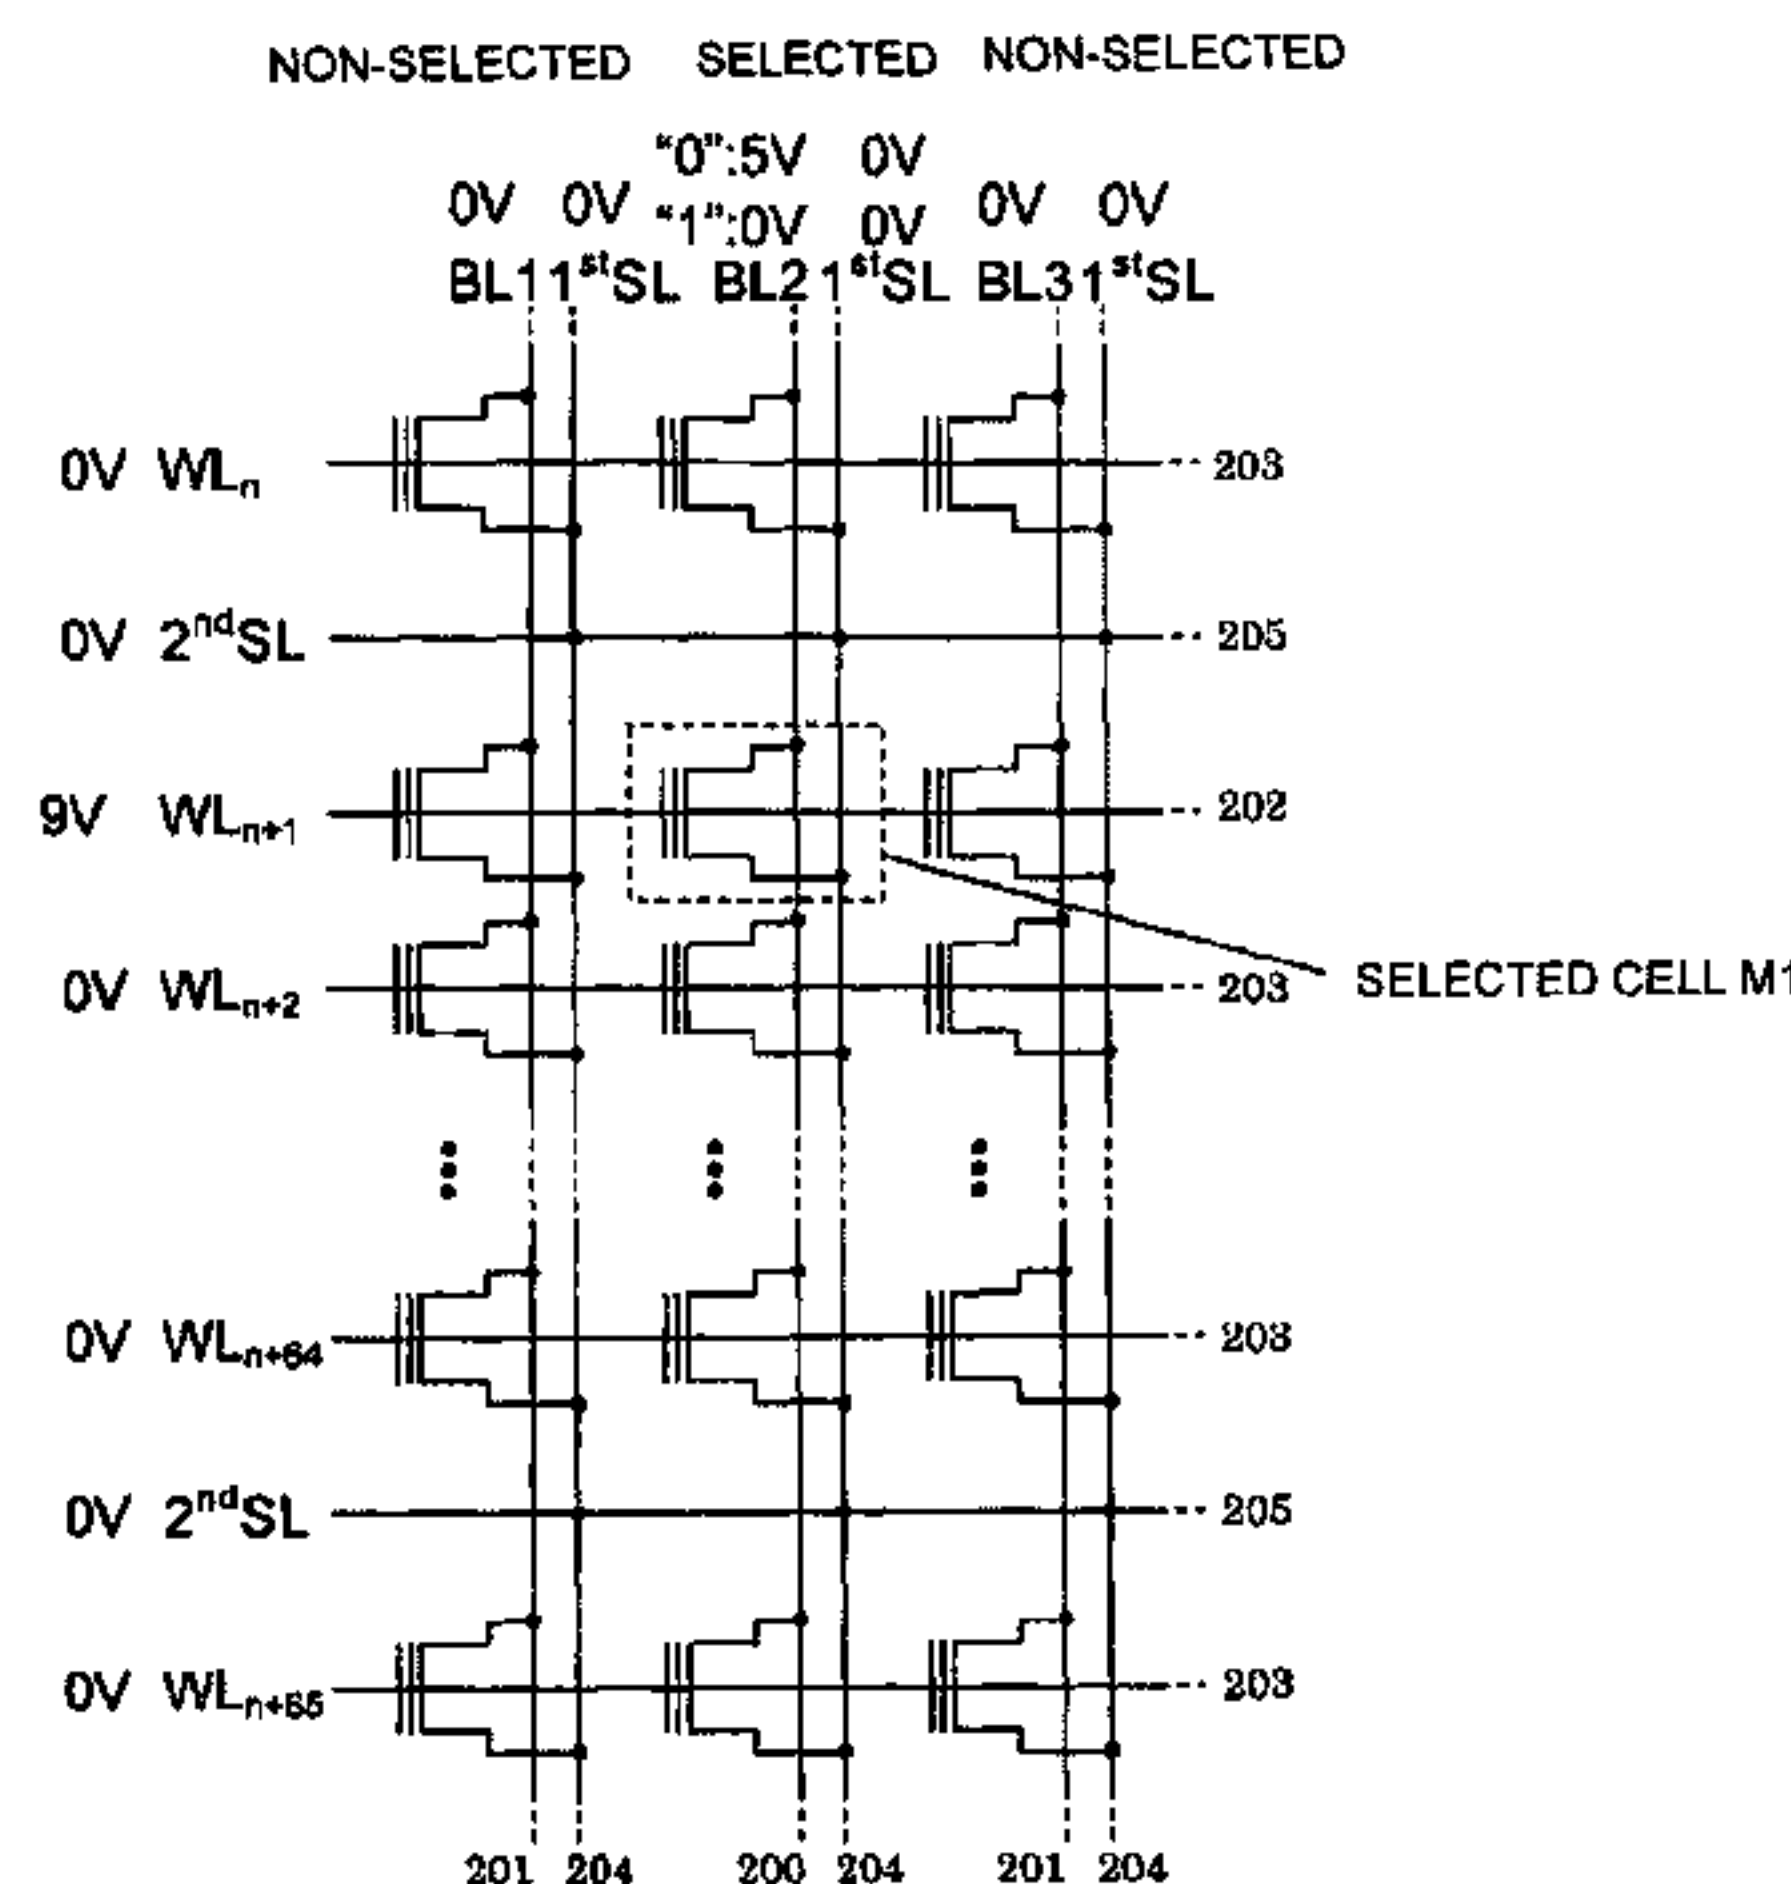 NON-SELECTED SELECTED NON-SELECTED
"0":5V 0V
0V 0V "1":0V 0V 0V 0V
BL1 1stSL BL2 1stSL BL3 1stSL
0V WLn 203
0V 2ndSL 205
9V WLn+1 202
0V WLn+2 203
SELECTED CELL M1
0V WLn+64 203
0V 2ndSL 205
0V WLn+65 203
201 204 200 204 201 204